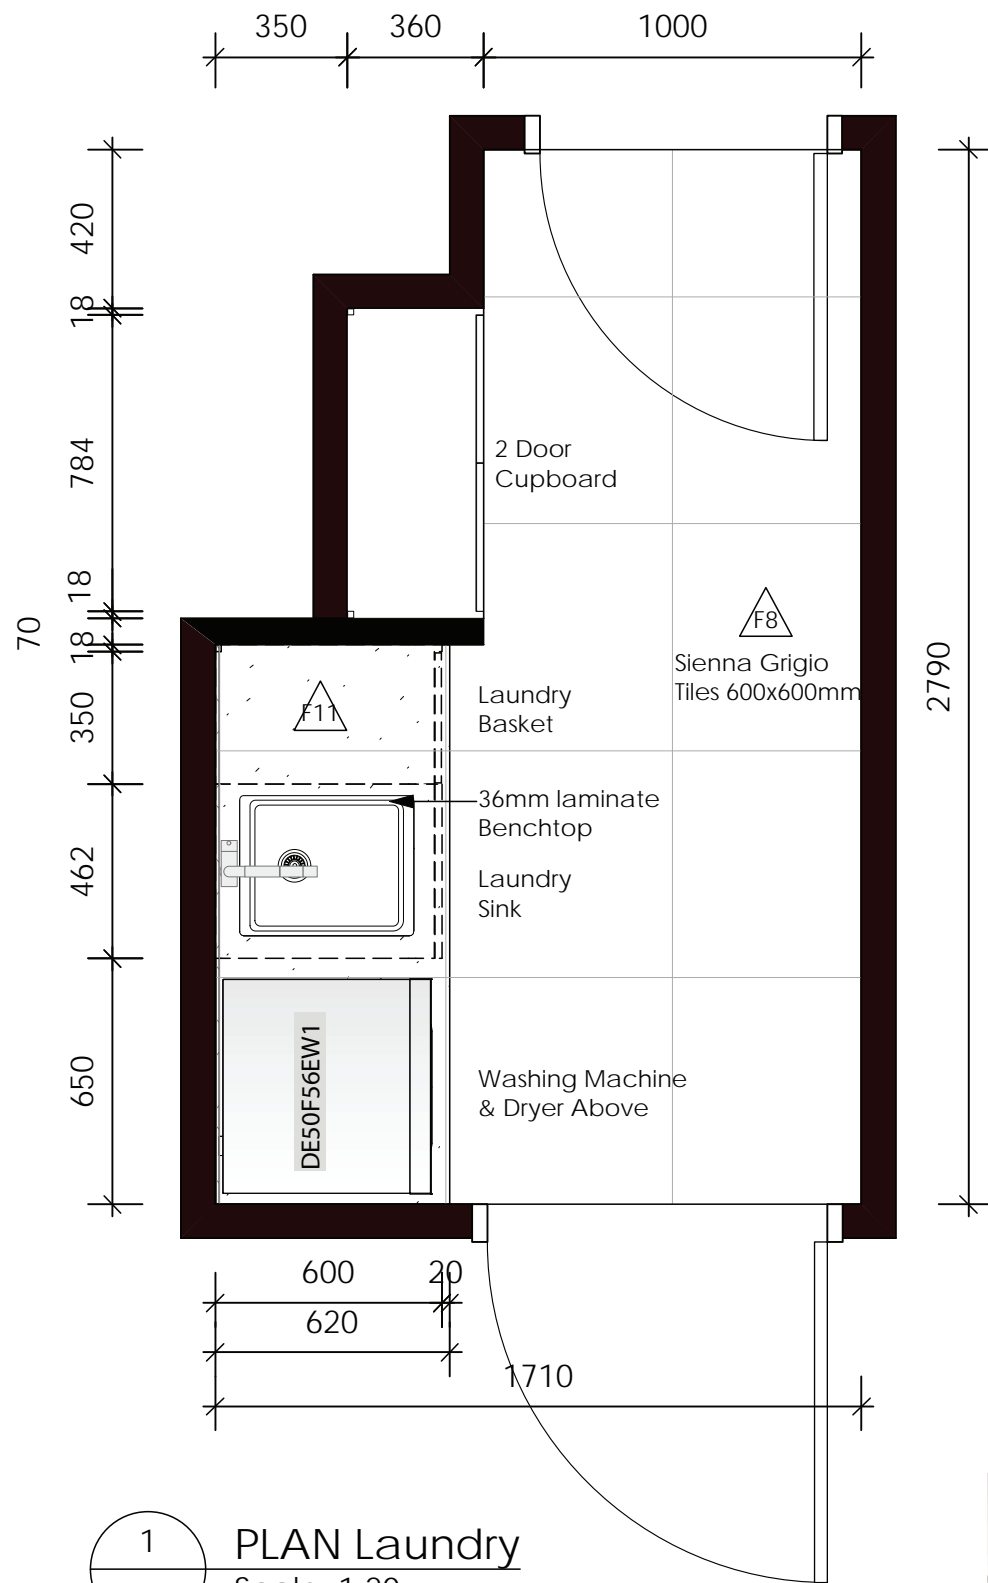 350
360
1000
420
18
784
18
70
18
350
462
650
2790
2 Door
Cupboard
F8
Sienna Grigio
Tiles 600x600mm
F11
Laundry
Basket
36mm laminate
Benchtop
Laundry
Sink
DE50F56EW1
Washing Machine
& Dryer Above
600
20
620
1710
1
PLAN Laundry